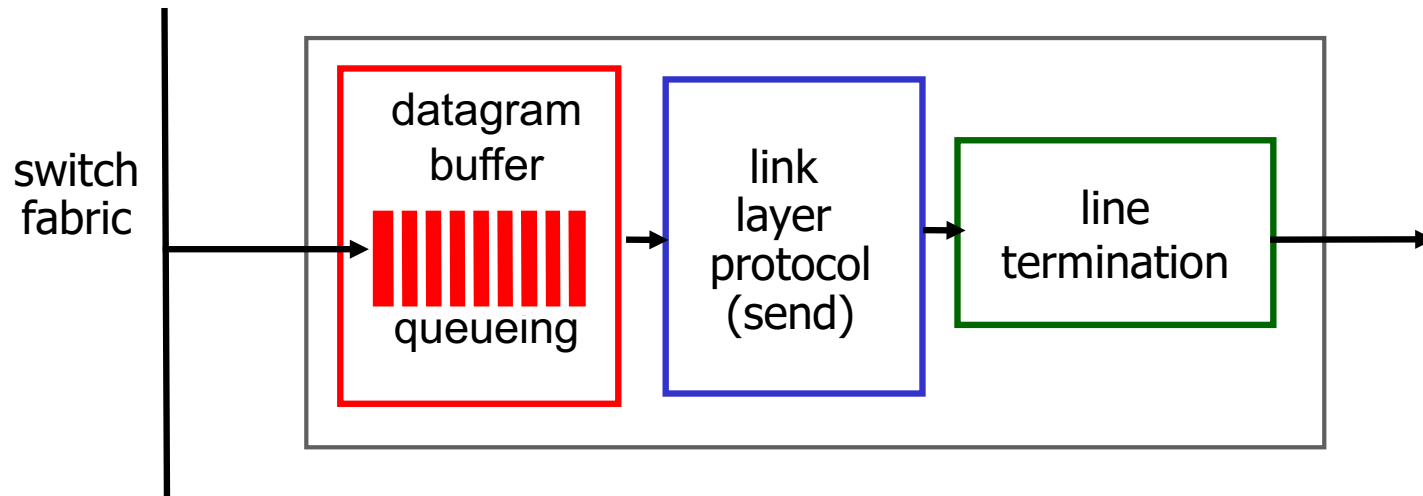 switch
fabric
datagram
buffer
queueing
link
layer
protocol
(send)
line
termination